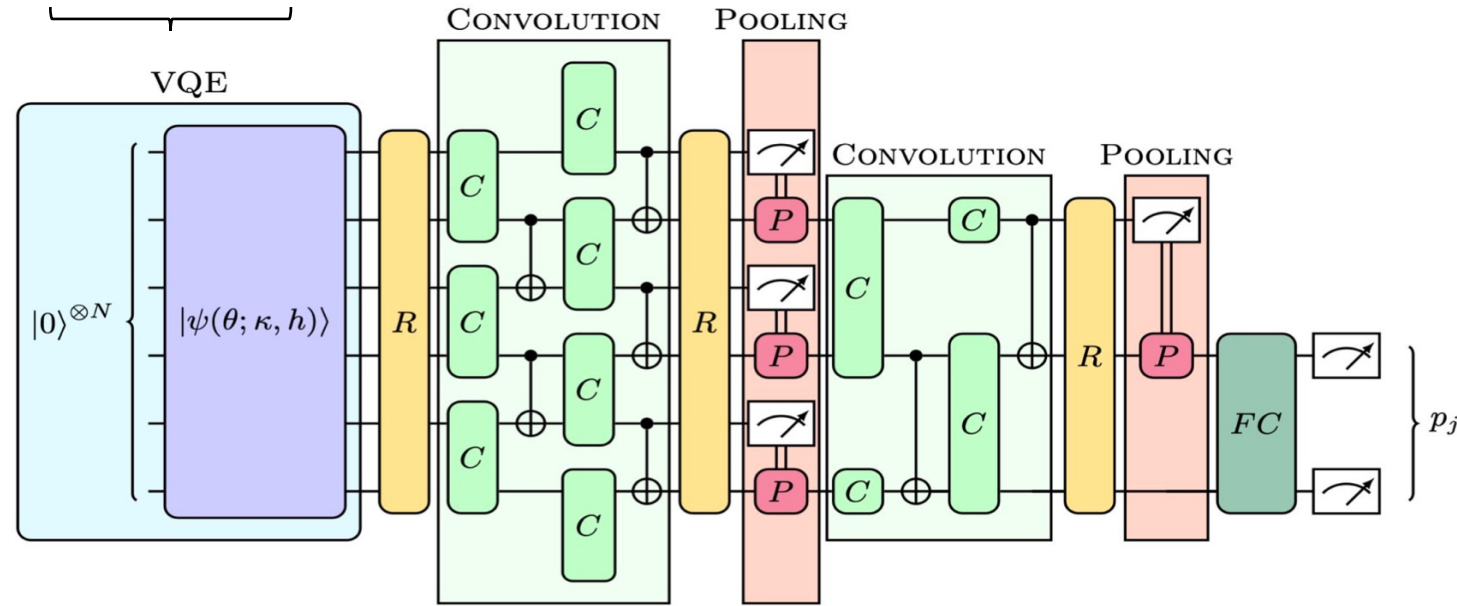 CONVOLUTION
POOLING
VQE
|0⟩^{⊗N}
|ψ(θ; κ, h)⟩
R
C
C
C
C
C
C
C
R
P
P
P
CONVOLUTION
POOLING
C
C
C
C
R
P
FC
p_j